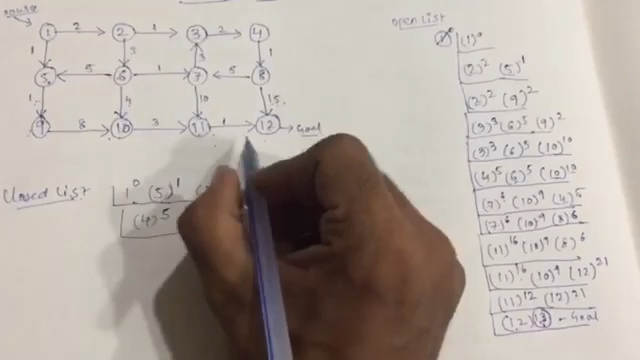 source
1 2 2 1 3 2 4
1 3 3 1
5 5 6 1 7 5 8
1 4 10 15
9 8 10 3 11 1 12 Goal
Closed List
1⁰ (5)¹
(4)⁵
open List
(1)⁰
(2)² (5)¹
(2)² (9)²
(3)³ (6)⁵ (9)²
(3)³ (6)⁵ (10)¹⁰
(4)⁵ (6)⁵ (10)¹⁰
(7)⁶ (10)⁹ (4)⁵
(7)⁶ (10)⁹ (8)⁶
(11)¹⁶ (10)⁹ (8)⁶
(11)¹⁶ (10)⁹ (12)²¹
(11)¹² (12)²¹
(1,2) 13 - Goal